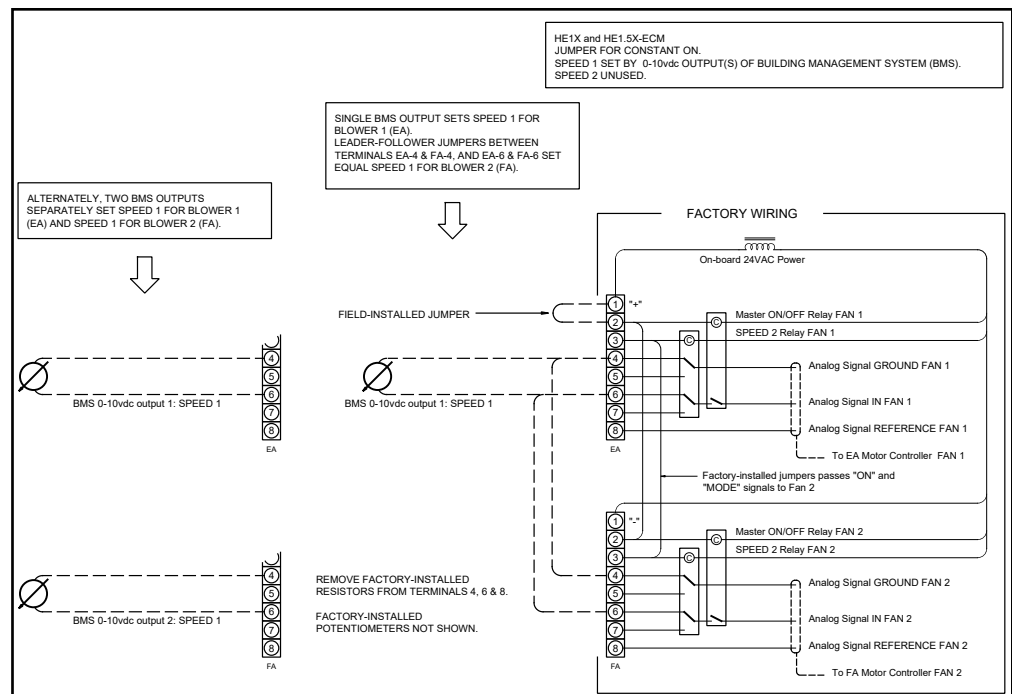 HE1X and HE1.5X-ECM
JUMPER FOR CONSTANT ON.
SPEED 1 SET BY 0-10vdc OUTPUT(S) OF BUILDING MANAGEMENT SYSTEM (BMS).
SPEED 2 UNUSED.
SINGLE BMS OUTPUT SETS SPEED 1 FOR
BLOWER 1 (EA).
LEADER-FOLLOWER JUMPERS BETWEEN
TERMINALS EA-4 & FA-4, AND EA-6 & FA-6 SET
EQUAL SPEED 1 FOR BLOWER 2 (FA).
ALTERNATELY, TWO BMS OUTPUTS
SEPARATELY SET SPEED 1 FOR BLOWER 1
(EA) AND SPEED 1 FOR BLOWER 2 (FA).
FACTORY WIRING
On-board 24VAC Power
FIELD-INSTALLED JUMPER
1 "+"
2
3
4
5
6
7
8
EA
Master ON/OFF Relay FAN 1
C
SPEED 2 Relay FAN 1
C
Analog Signal GROUND FAN 1
Analog Signal IN FAN 1
Analog Signal REFERENCE FAN 1
To EA Motor Controller FAN 1
4
5
6
7
8
EA
BMS 0-10vdc output 1: SPEED 1
BMS 0-10vdc output 1: SPEED 1
Factory-installed jumpers passes "ON" and
"MODE" signals to Fan 2
1 "-"
2
3
4
5
6
7
8
FA
Master ON/OFF Relay FAN 2
C
SPEED 2 Relay FAN 2
C
Analog Signal GROUND FAN 2
Analog Signal IN FAN 2
Analog Signal REFERENCE FAN 2
To FA Motor Controller FAN 2
4
5
6
7
8
FA
BMS 0-10vdc output 2: SPEED 1
REMOVE FACTORY-INSTALLED
RESISTORS FROM TERMINALS 4, 6 & 8.
FACTORY-INSTALLED
POTENTIOMETERS NOT SHOWN.